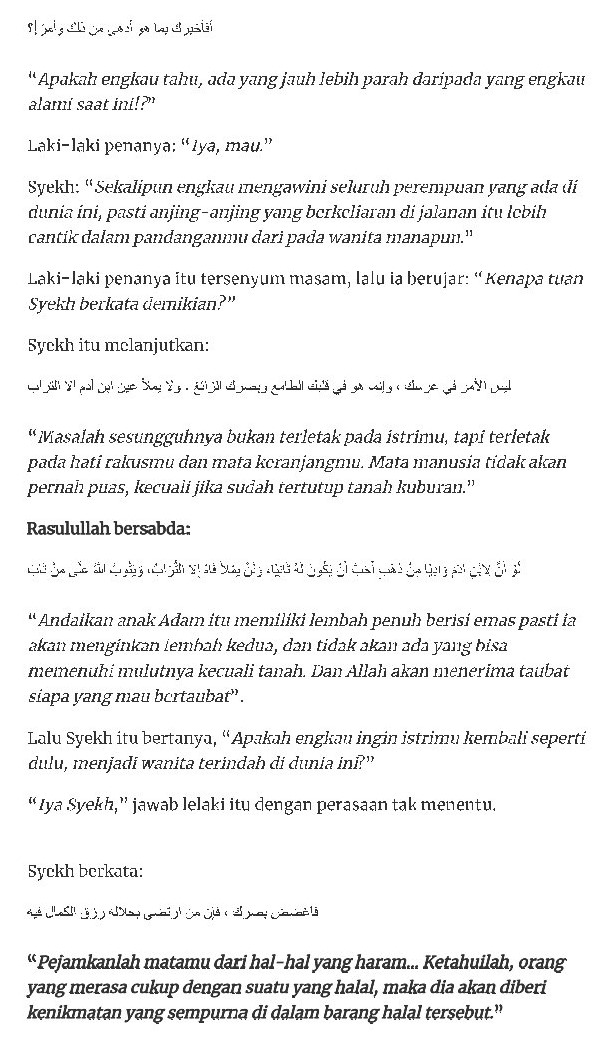 أفأخبرك بما هو أدهى من ذلك وأمرّ !؟
“Apakah engkau tahu, ada yang jauh lebih parah daripada yang engkau
alami saat ini!?”
Laki-laki penanya: “Iya, mau.”
Syekh: “Sekalipun engkau mengawini seluruh perempuan yang ada di
dunia ini, pasti anjing-anjing yang berkeliaran di jalanan itu lebih
cantik dalam pandanganmu dari pada wanita manapun.”
Laki-laki penanya itu tersenyum masam, lalu ia berujar: “Kenapa tuan
Syekh berkata demikian?”
Syekh itu melanjutkan:
ليس الأمر في عرسك ، وإنما هو في قلبك الطامع وبصرك الزائغ . ولا يملأ عين ابن آدم الا التراب
“Masalah sesungguhnya bukan terletak pada istrimu, tapi terletak
pada hati rakusmu dan mata keranjangmu. Mata manusia tidak akan
pernah puas, kecuali jika sudah tertutup tanah kuburan.”
Rasulullah bersabda:
لَوْ أَنَّ لاِبْنِ آدَمَ وَادِيًا مِنْ ذَهَبٍ أَحَبَّ أَنْ يَكُونَ لَهُ ثَانِيًا، وَلَنْ يَمْلأَ فَاهُ إِلا التُّرَابُ، وَيَتُوبُ اللهُ عَلَى مَنْ تَابَ
“Andaikan anak Adam itu memiliki lembah penuh berisi emas pasti ia
akan menginkan lembah kedua, dan tidak akan ada yang bisa
memenuhi mulutnya kecuali tanah. Dan Allah akan menerima taubat
siapa yang mau bertaubat”.
Lalu Syekh itu bertanya, “Apakah engkau ingin istrimu kembali seperti
dulu, menjadi wanita terindah di dunia ini?”
“Iya Syekh,” jawab lelaki itu dengan perasaan tak menentu.
Syekh berkata:
فاغضض بصرك ، فإن من ارتضى بحلاله رزق الكمال فيه
“Pejamkanlah matamu dari hal-hal yang haram... Ketahuilah, orang
yang merasa cukup dengan suatu yang halal, maka dia akan diberi
kenikmatan yang sempurna di dalam barang halal tersebut.”